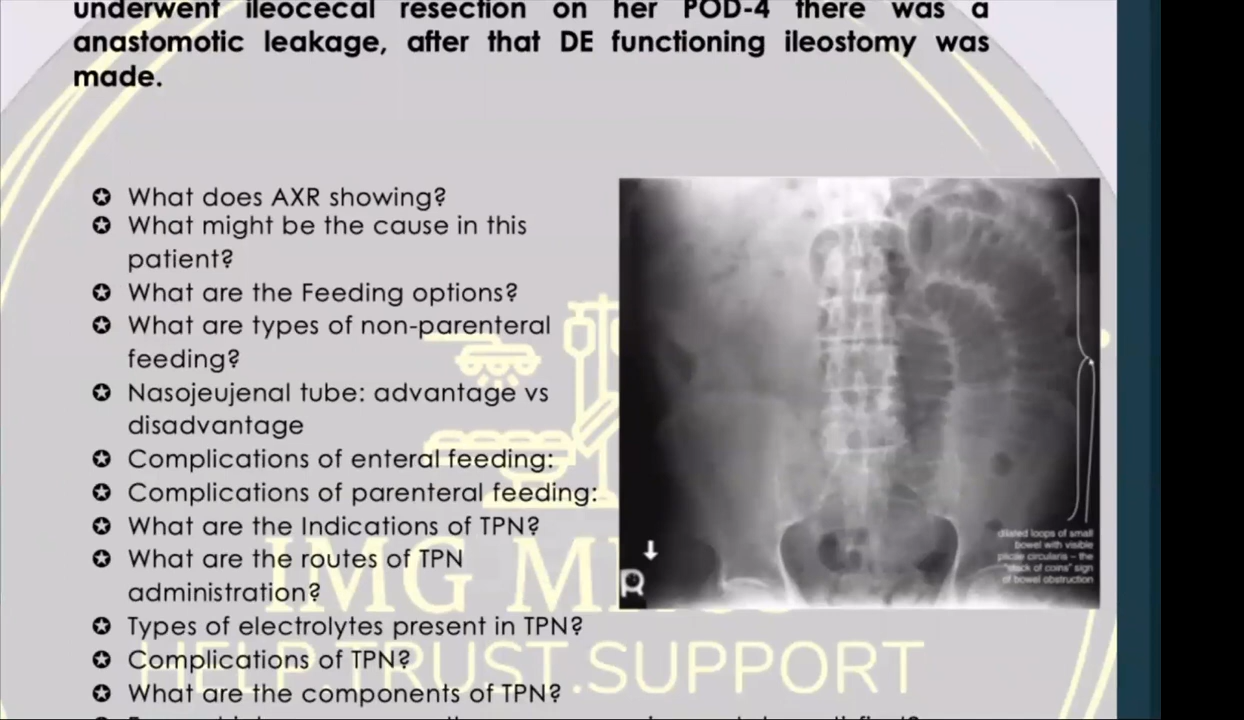 underwent ileocecal resection on her POD-4 there was a
anastomotic leakage, after that DE functioning ileostomy was
made.
What does AXR showing?
What might be the cause in this
patient?
What are the Feeding options?
What are types of non-parenteral
feeding?
Nasojeujenal tube: advantage vs
disadvantage
Complications of enteral feeding:
Complications of parenteral feeding:
What are the Indications of TPN?
What are the routes of TPN
administration?
Types of electrolytes present in TPN?
Complications of TPN?
What are the components of TPN?
dilated loops of small
bowel with visible
plicae circularis – the
"stack of coins" sign
of bowel obstruction
R
IMG M
HELP.TRUST.SUPPORT